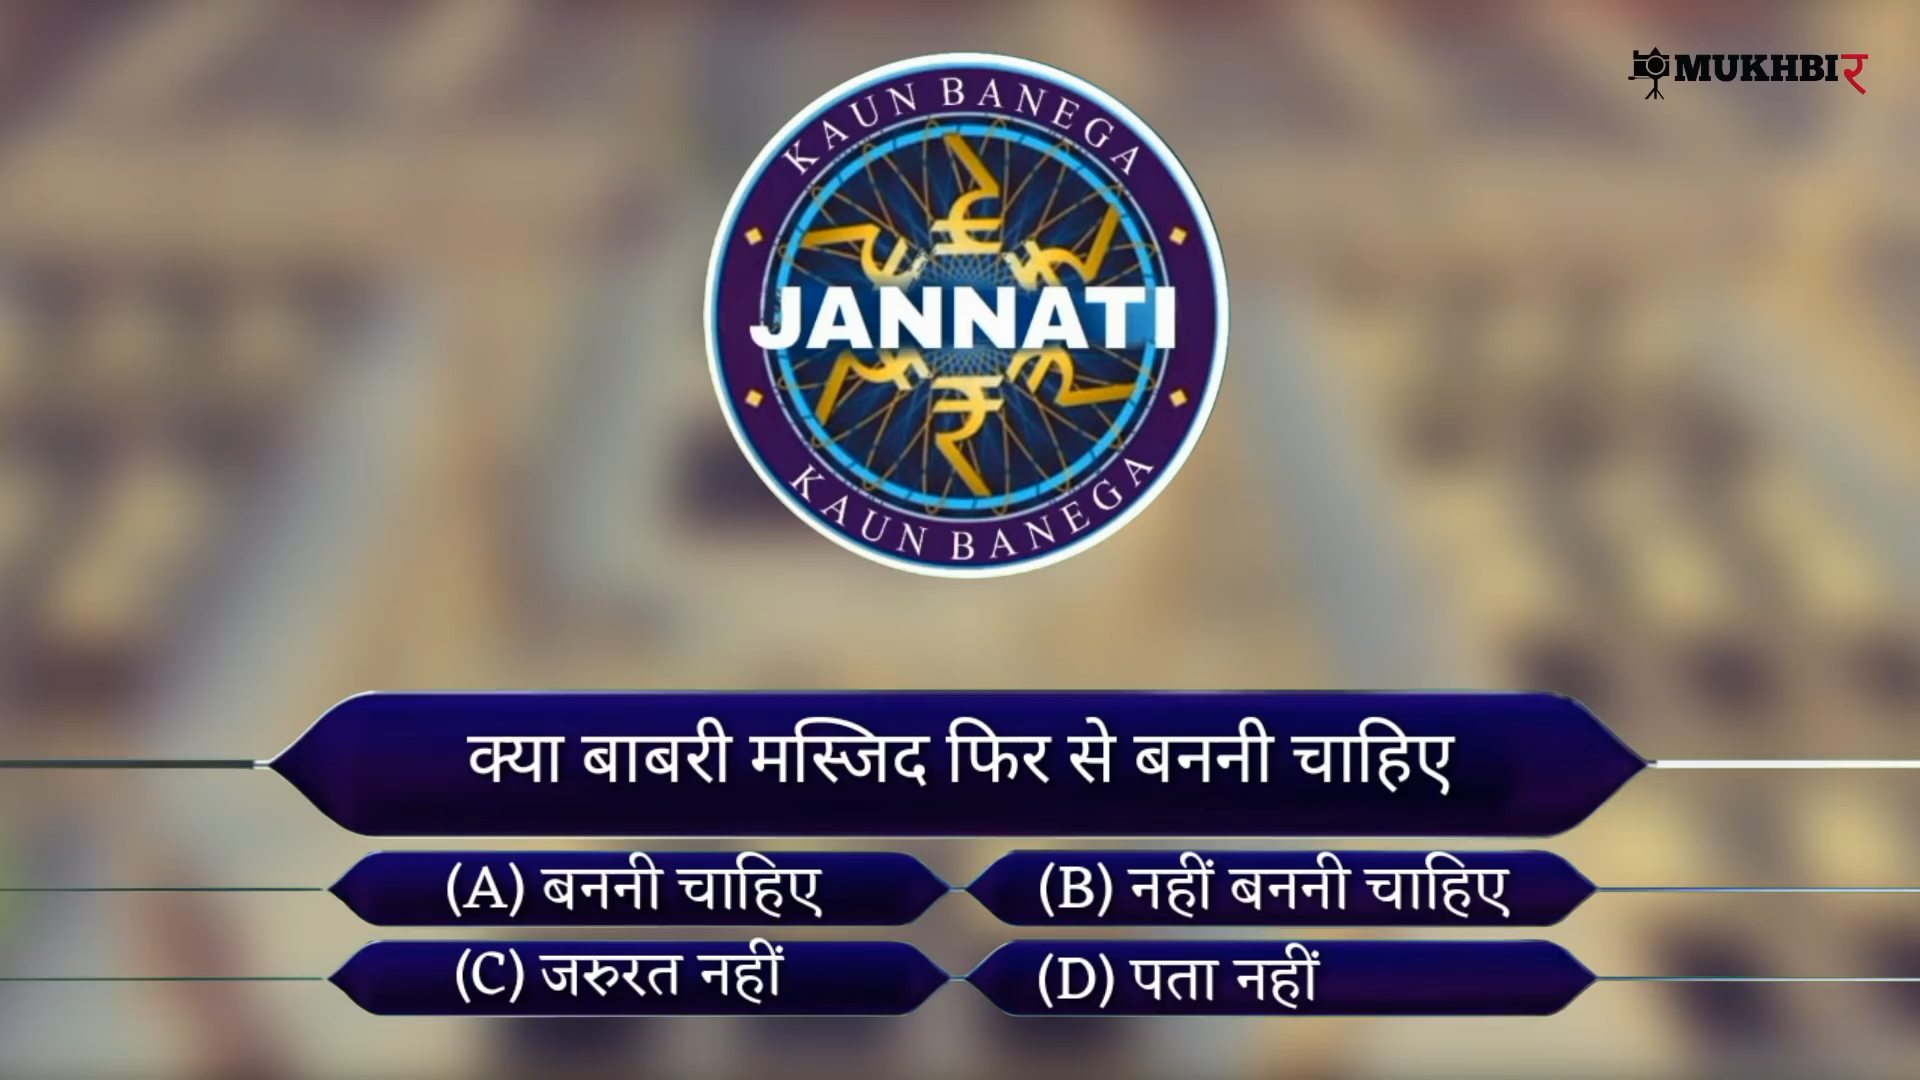 MUKHBIर
KAUN BANEGA
JANNATI
KAUN BANEGA
क्या बाबरी मस्जिद फिर से बननी चाहिए
(A) बननी चाहिए
(B) नहीं बननी चाहिए
(C) जरुरत नहीं
(D) पता नहीं